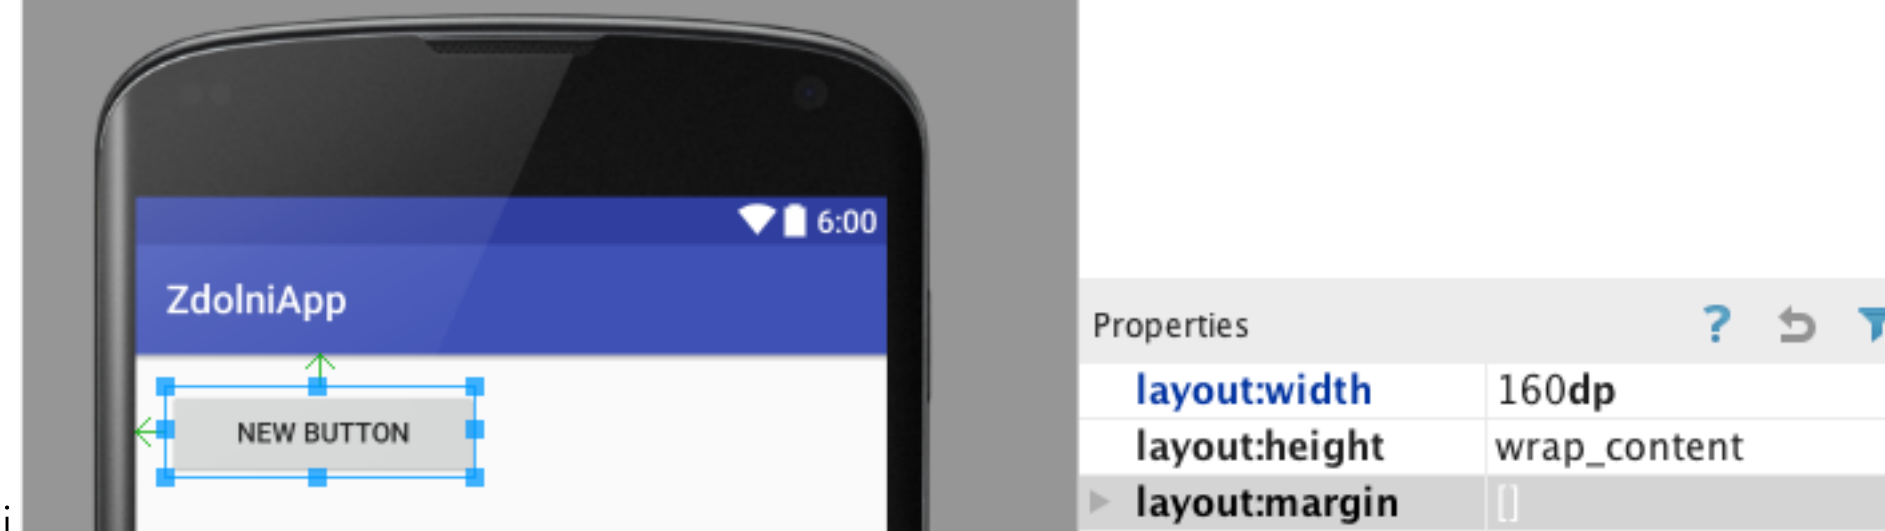 6:00
ZdolniApp
NEW BUTTON
Properties ?
layout:width 160dp
layout:height wrap_content
layout:margin []
i